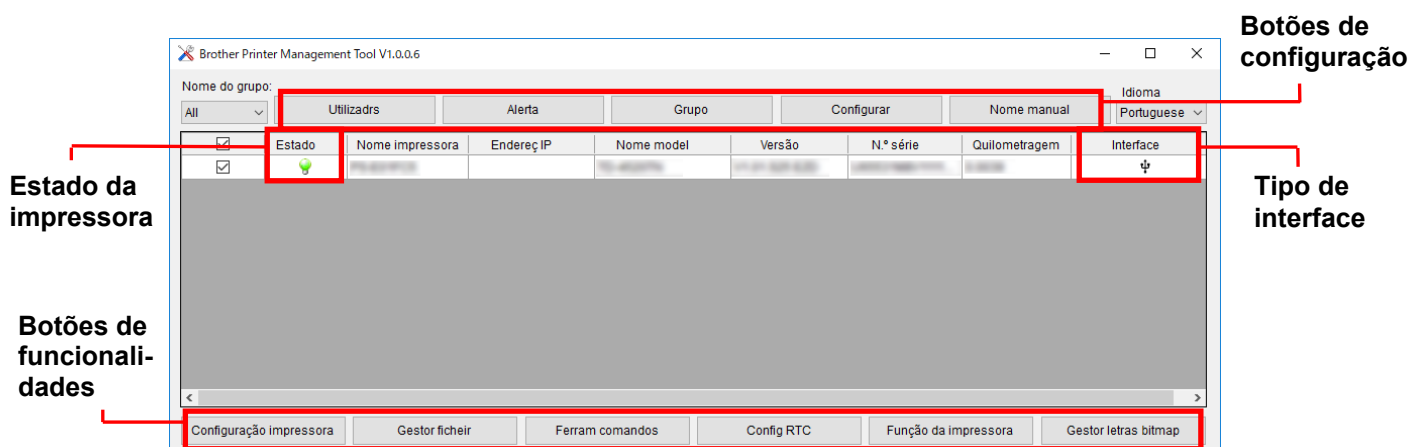 Botões de
configuração
Brother Printer Management Tool V1.0.0.6
Nome do grupo:
Idioma
All
Utilizadrs
Alerta
Grupo
Configurar
Nome manual
Portuguese
Estado
Nome impressora
Endereç IP
Nome model
Versão
N.º série
Quilometragem
Interface
Estado da
impressora
Tipo de
interface
Botões de
funcionali-
dades
Configuração impressora
Gestor ficheir
Ferram comandos
Config RTC
Função da impressora
Gestor letras bitmap